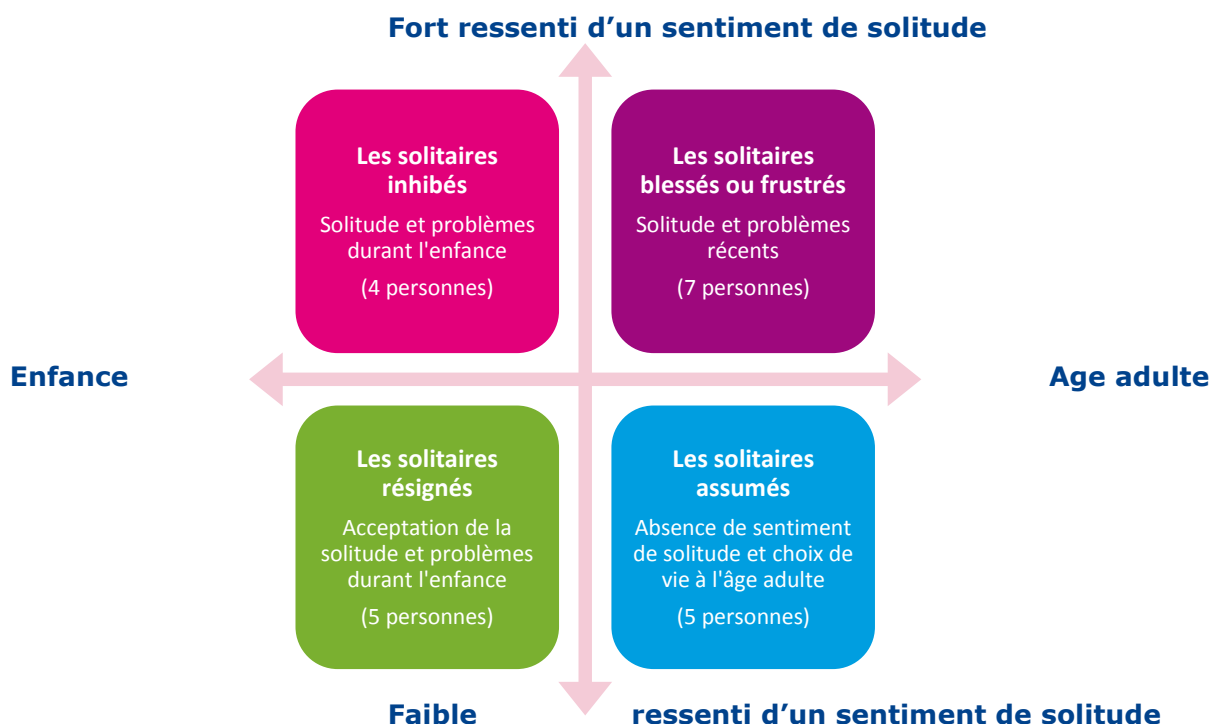 Fort ressenti d’un sentiment de solitude
Les solitaires
inhibés
Solitude et problèmes
durant l'enfance
(4 personnes)
Les solitaires
blessés ou frustrés
Solitude et problèmes
récents
(7 personnes)
Enfance
Age adulte
Les solitaires
résignés
Acceptation de la
solitude et problèmes
durant l'enfance
(5 personnes)
Les solitaires
assumés
Absence de sentiment
de solitude et choix de
vie à l'âge adulte
(5 personnes)
Faible ressenti d’un sentiment de solitude